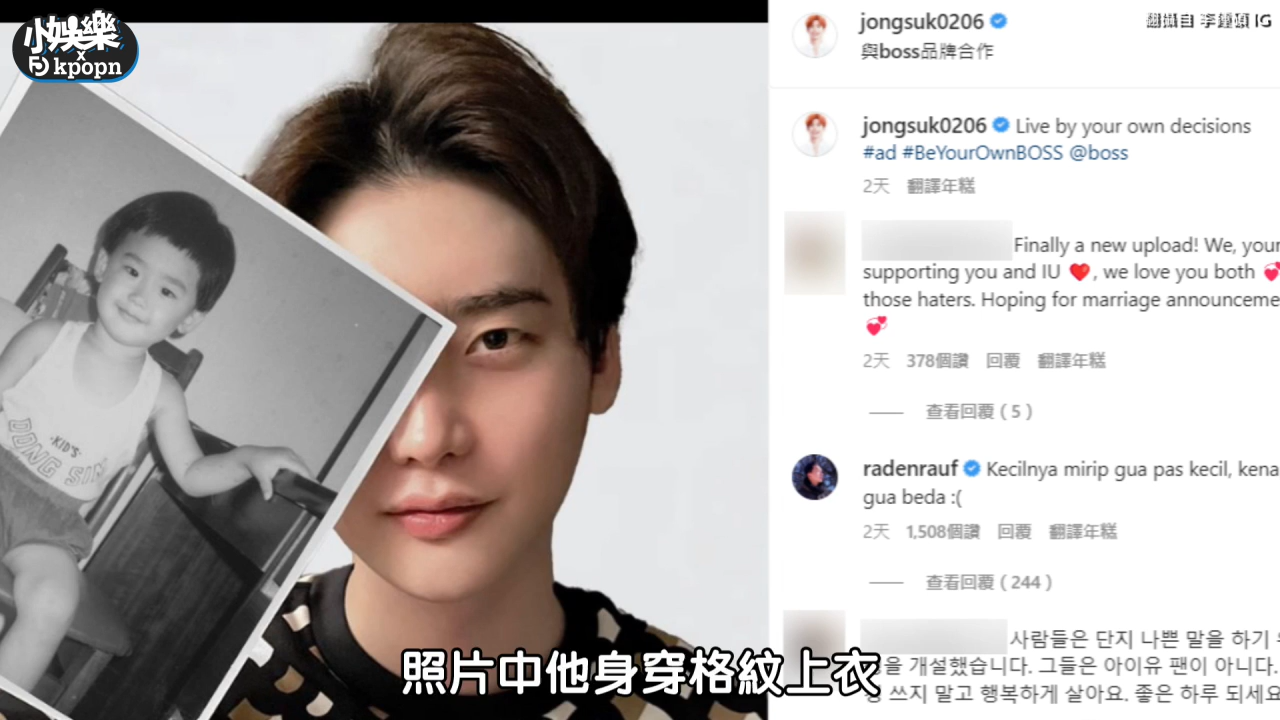 小娛樂
x
kpopn
jongsuk0206
翻攝自 李鍾碩 IG
與boss品牌合作
jongsuk0206 Live by your own decisions
#ad #BeYourOwnBOSS @boss
2天 翻譯年糕
Finally a new upload! We, your
supporting you and IU ❤️, we love you both 💞
those haters. Hoping for marriage announceme
💞
2天 378個讚 回覆 翻譯年糕
查看回覆（5）
radenrauf Kecilnya mirip gua pas kecil, kena
gua beda :(
2天 1,508個讚 回覆 翻譯年糕
查看回覆（244）
사람들은 단지 나쁜 말을 하기
을 개설했습니다. 그들은 아이유 팬이 아니다.
쓰지 말고 행복하게 살아요. 좋은 하루 되세요
·KID'S·
DONG SIN
照片中他身穿格紋上衣